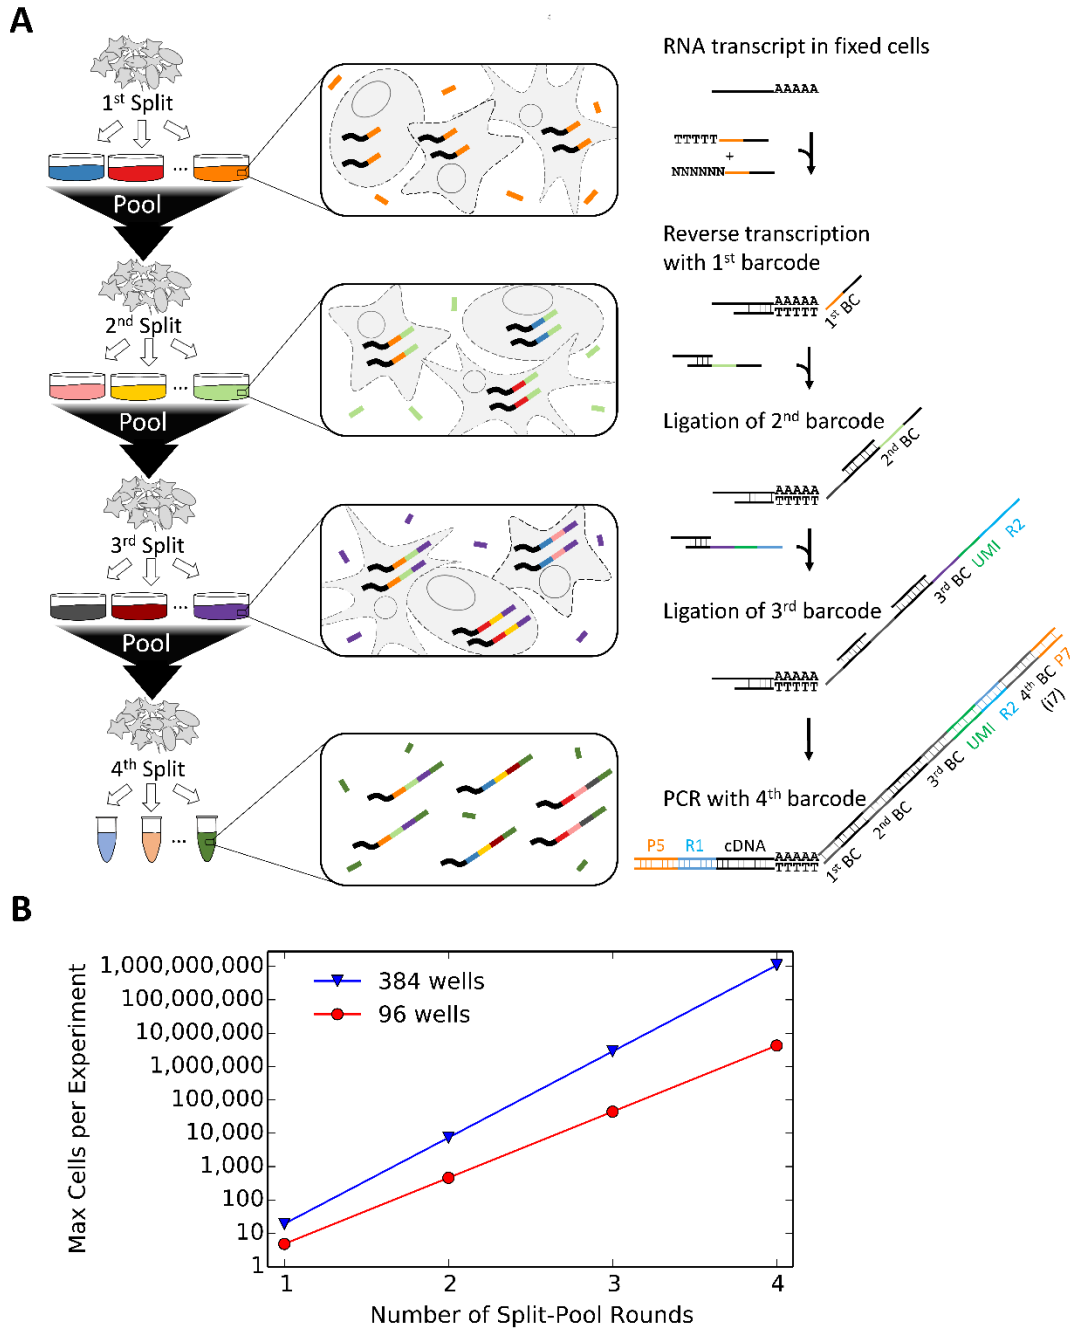 A
1st Split
...
Pool
2nd Split
...
Pool
3rd Split
...
Pool
4th Split
...
RNA transcript in fixed cells
AAAAA
TTTTT
+
NNNNNN
Reverse transcription
with 1st barcode
AAAAA
TTTTT
1st BC
Ligation of 2nd barcode
2nd BC
AAAAA
TTTTT
Ligation of 3rd barcode
3rd BC UMI R2
AAAAA
TTTTT
PCR with 4th barcode
P5 R1 cDNA
AAAAA
TTTTT
1st BC 2nd BC 3rd BC UMI R2 4th BC P7
(i7)
B
Max Cells per Experiment
1,000,000,000
100,000,000
10,000,000
1,000,000
100,000
10,000
1,000
100
10
1
384 wells
96 wells
1 2 3 4
Number of Split-Pool Rounds